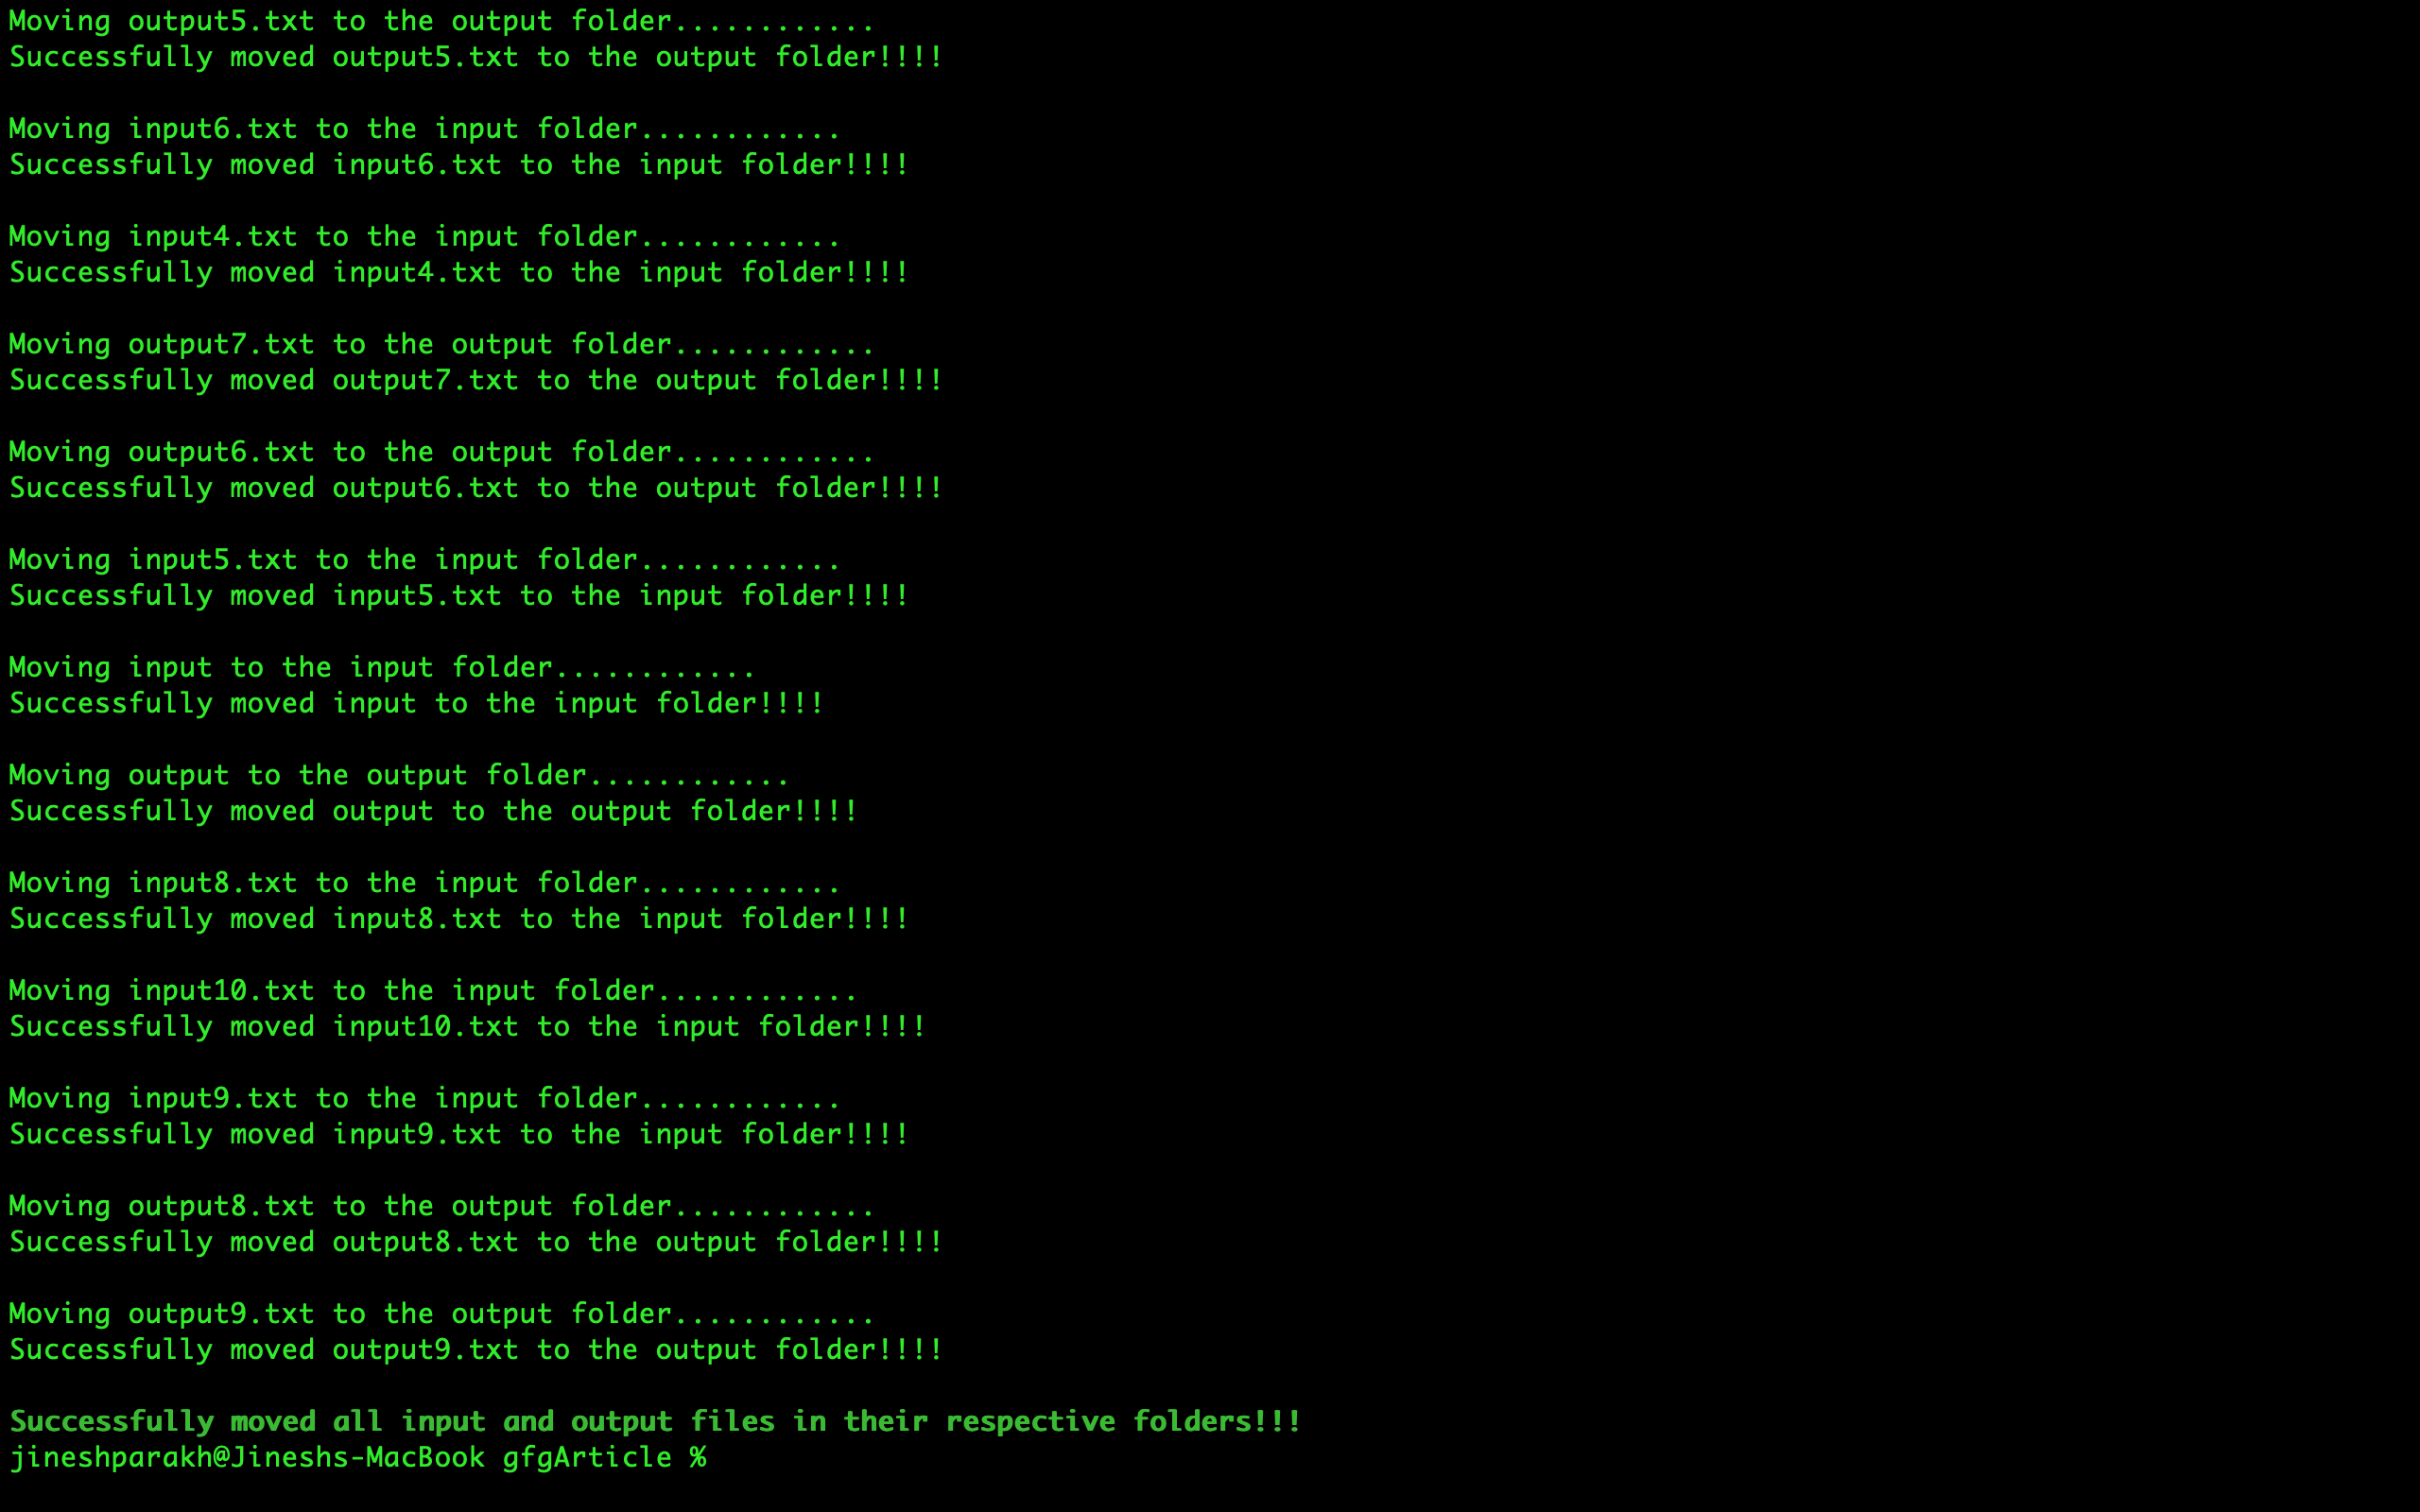 Moving output5.txt to the output folder............
Successfully moved output5.txt to the output folder!!!!
Moving input6.txt to the input folder............
Successfully moved input6.txt to the input folder!!!!
Moving input4.txt to the input folder............
Successfully moved input4.txt to the input folder!!!!
Moving output7.txt to the output folder............
Successfully moved output7.txt to the output folder!!!!
Moving output6.txt to the output folder............
Successfully moved output6.txt to the output folder!!!!
Moving input5.txt to the input folder............
Successfully moved input5.txt to the input folder!!!!
Moving input to the input folder............
Successfully moved input to the input folder!!!!
Moving output to the output folder............
Successfully moved output to the output folder!!!!
Moving input8.txt to the input folder............
Successfully moved input8.txt to the input folder!!!!
Moving input10.txt to the input folder............
Successfully moved input10.txt to the input folder!!!!
Moving input9.txt to the input folder............
Successfully moved input9.txt to the input folder!!!!
Moving output8.txt to the output folder............
Successfully moved output8.txt to the output folder!!!!
Moving output9.txt to the output folder............
Successfully moved output9.txt to the output folder!!!!
Successfully moved all input and output files in their respective folders!!!
jineshparakh@Jineshs-MacBook gfgArticle %